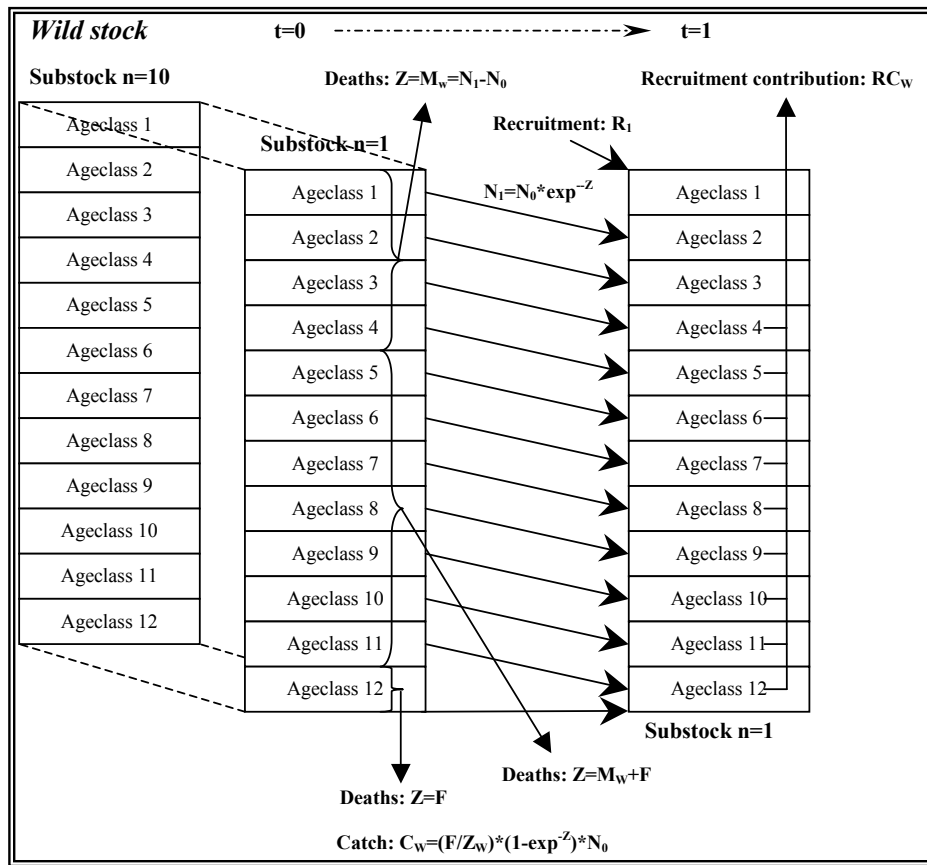 Wild stock t=0 t=1
Substock n=10
Deaths: Z=M_W=N₁-N₀
Recruitment contribution: RC_W
Ageclass 1
Ageclass 2
Ageclass 3
Ageclass 4
Ageclass 5
Ageclass 6
Ageclass 7
Ageclass 8
Ageclass 9
Ageclass 10
Ageclass 11
Ageclass 12
Substock n=1
Ageclass 1
Ageclass 2
Ageclass 3
Ageclass 4
Ageclass 5
Ageclass 6
Ageclass 7
Ageclass 8
Ageclass 9
Ageclass 10
Ageclass 11
Ageclass 12
Recruitment: R₁
N₁=N₀*exp^--Z
Ageclass 1
Ageclass 2
Ageclass 3
Ageclass 4
Ageclass 5
Ageclass 6
Ageclass 7
Ageclass 8
Ageclass 9
Ageclass 10
Ageclass 11
Ageclass 12
Substock n=1
Deaths: Z=M_W+F
Deaths: Z=F
Catch: C_W=(F/Z_W)*(1-exp^-Z)*N₀